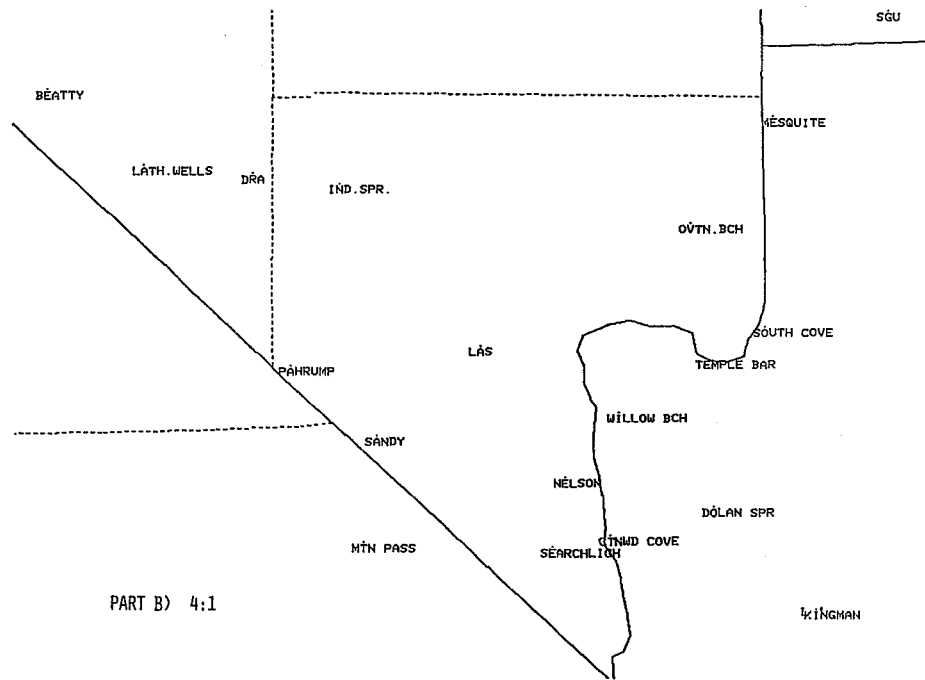 SGU
BEATTY
MESQUITE
LATH.WELLS
DRA
IND.SPR.
OVTN.BCH
SOUTH COVE
LAS
TEMPLE BAR
PAHRUMP
WILLOW BCH
SANDY
NELSON
DOLAN SPR
CTNWD COVE
MTN PASS
SEARCHLIGH
PART B) 4:1
KINGMAN